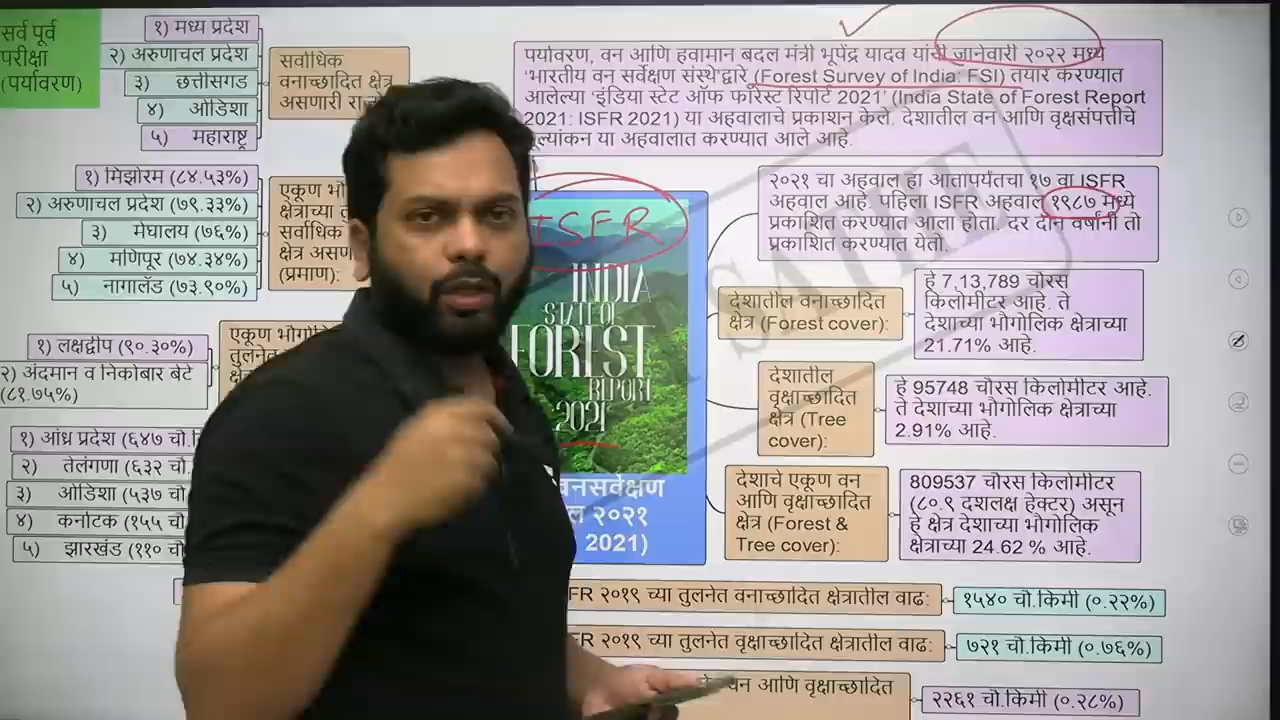 सर्व पूर्व
परीक्षा
(पर्यावरण)
१) मध्य प्रदेश
२) अरुणाचल प्रदेश
३) छत्तीसगड
४) ओडिशा
५) महाराष्ट्र
सर्वाधिक
वनाच्छादित क्षेत्र
असणारी
१) मिझोरम (८४.५३%)
२) अरुणाचल प्रदेश (७९.३३%)
३) मेघालय (७६%)
४) मणिपूर (७४.३४%)
५) नागालॅंड (७३.९०%)
एकूण
क्षेत्राच्या
सर्वाधिक
क्षेत्र
(प्रमाण):
१) लक्षद्वीप (९०.३०%)
२) अंदमान व निकोबार बेटे
(८१.७५%)
एकूण
१) आंध्र प्रदेश (६४७ चौ.
२) तेलंगणा (६३२ चौ
३) ओडिशा (५३७ चौ
४) कर्नाटक (१५५ चौ
५) झारखंड (११० चौ
पर्यावरण, वन आणि हवामान बदल मंत्री भूपेंद्र यादव यांनी जानेवारी २०२२ मध्ये
'भारतीय वन सर्वेक्षण संस्थे'द्वारे (Forest Survey of India: FSI) तयार करण्यात
आलेल्या 'इंडिया स्टेट ऑफ फॉरेस्ट रिपोर्ट 2021' (India State of Forest Report
2021: ISFR 2021) या अहवालाचे प्रकाशन केले. देशातील वन आणि वृक्षसंपत्तीचे
मूल्यांकन या अहवालात करण्यात आले आहे.
२०२१ चा अहवाल हा आतापर्यंतचा १७ वा ISFR
अहवाल आहे. पहिला ISFR अहवाल १९८७ मध्ये
प्रकाशित करण्यात आला होता. दर दोन वर्षांनी तो
प्रकाशित करण्यात येतो.
ISFR
INDIA
STATE OF
FOREST
REPORT
2021
वनसर्वेक्षण
२०२१
2021)
देशातील वनाच्छादित
क्षेत्र (Forest cover):
हे 7,13,789 चौरस
किलोमीटर आहे. ते
देशाच्या भौगोलिक क्षेत्राच्या
21.71% आहे.
देशातील
वृक्षाच्छादित
क्षेत्र (Tree
cover):
हे 95748 चौरस किलोमीटर आहे.
ते देशाच्या भौगोलिक क्षेत्राच्या
2.91% आहे.
देशाचे एकूण वन
आणि वृक्षाच्छादित
क्षेत्र (Forest &
Tree cover):
809537 चौरस किलोमीटर
(८०.९ दशलक्ष हेक्टर) असून
हे क्षेत्र देशाच्या भौगोलिक
क्षेत्राच्या 24.62 % आहे.
FR २०१९ च्या तुलनेत वनाच्छादित क्षेत्रातील वाढ:
१५४० चौ.किमी (०.२२%)
FR २०१९ च्या तुलनेत वृक्षाच्छादित क्षेत्रातील वाढ:
७२१ चौ.किमी (०.७६%)
वन आणि वृक्षाच्छादित
२२६१ चौ.किमी (०.२८%)
SATHE